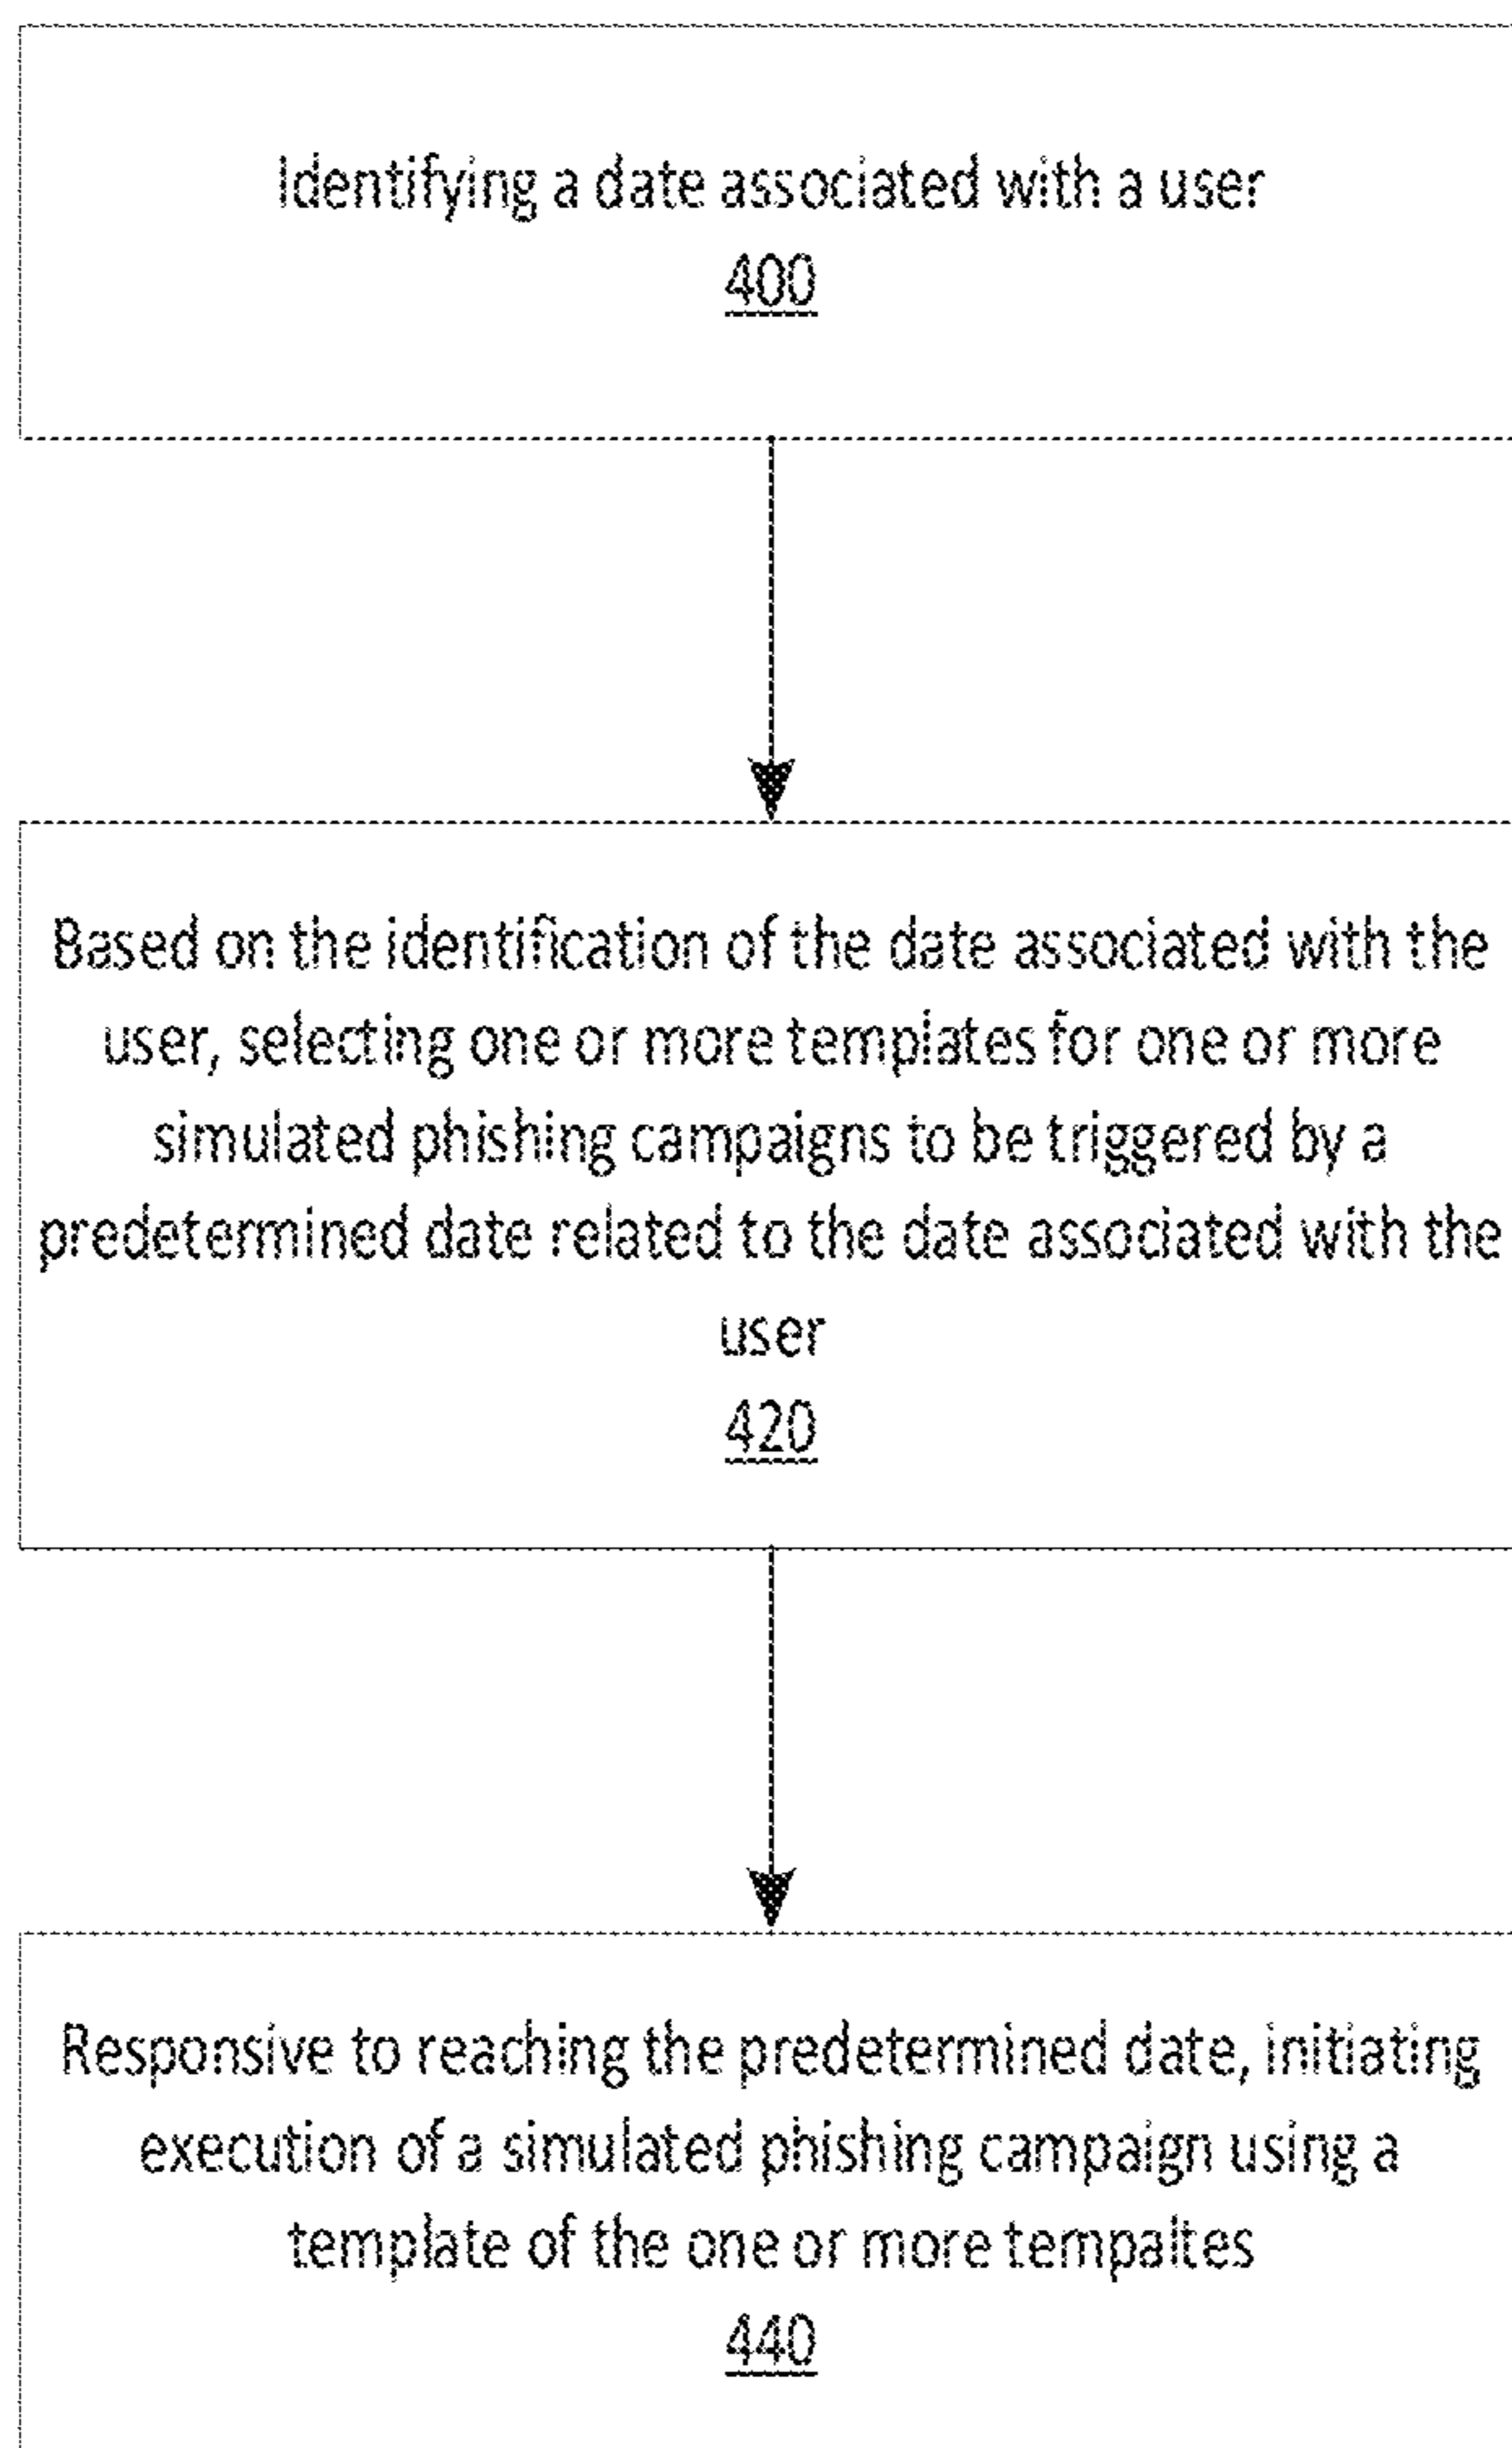 Identifying a date associated with a user
400
Based on the identification of the date associated with the
user, selecting one or more templates for one or more
simulated phishing campaigns to be triggered by a
predetermined date related to the date associated with the
user
420
Responsive to reaching the predetermined date, initiating
execution of a simulated phishing campaign using a
template of the one or more tempaltes
440